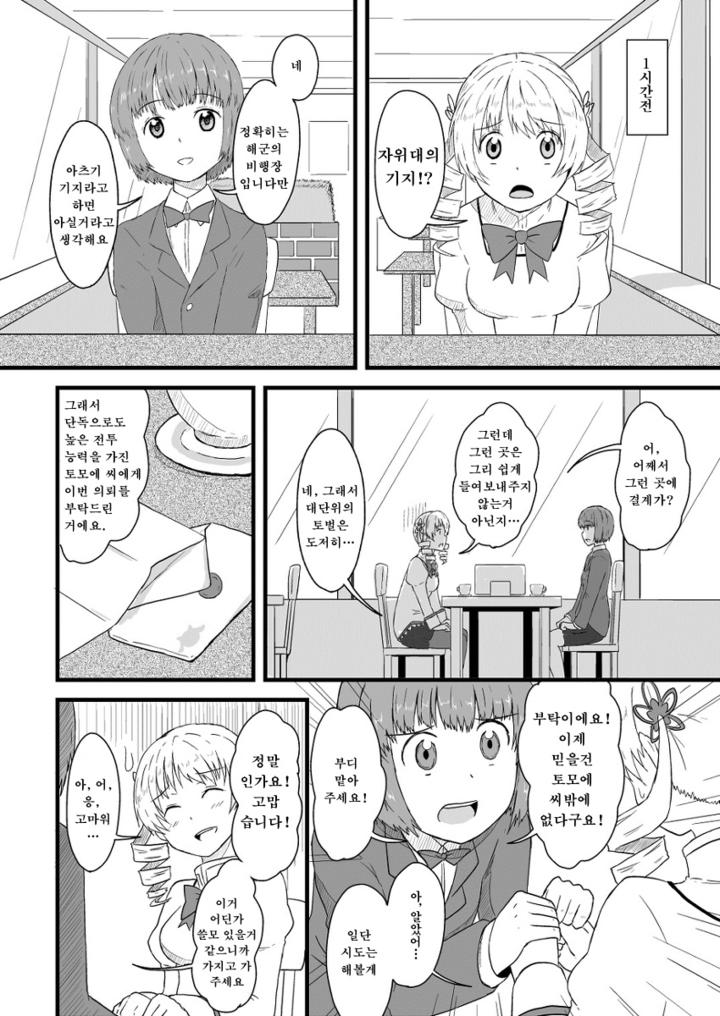 1시간전
자위대의
기지!?
네
정확히는
해군의
비행장
입니다만
아츠기
기지라고
하면
아실거라고
생각해요
어,
어째서
그런 곳에
결계가?
그런데
그런 곳은
그리 쉽게
들여보내주지
않는거
아닌지…
네, 그래서
대단위의
토벌은
도저히…
그래서
단독으로도
높은 전투
능력을 가진
토모에 씨에게
이번 의뢰를
부탁드린
거에요.
부탁이에요!
이제
믿을건
토모에
씨밖에
없다구요!
부디
맡아
주세요!
아, 알았어…
일단
시도는
해볼게
정말
인가요!
고맙
습니다!
이거
어딘가
쓸모 있을거
같으니까
가지고 가
주세요
아, 어,
응,
고마워
…